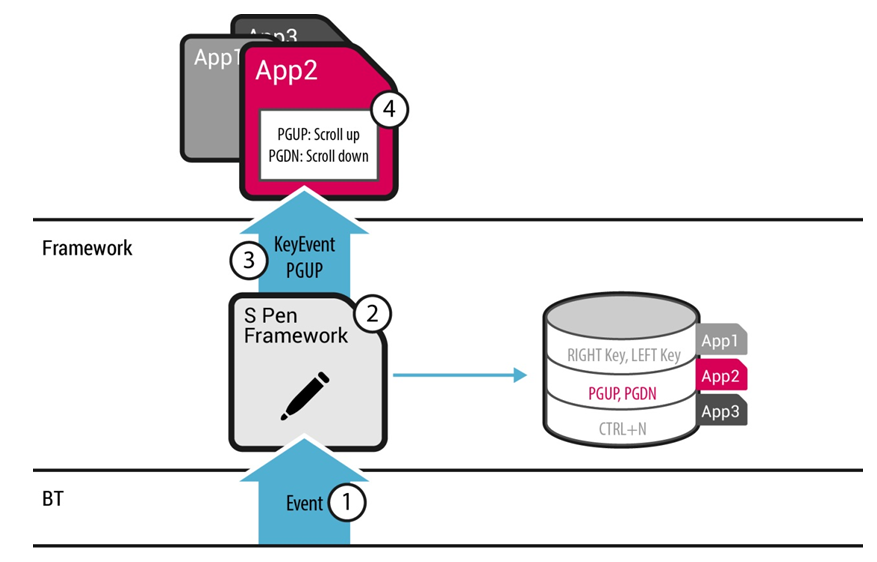 App1
App3
App2
4
PGUP: Scroll up
PGDN: Scroll down
Framework
3
KeyEvent
PGUP
S Pen
Framework
2
RIGHT Key, LEFT Key
App1
PGUP, PGDN
App2
CTRL+N
App3
BT
Event
1